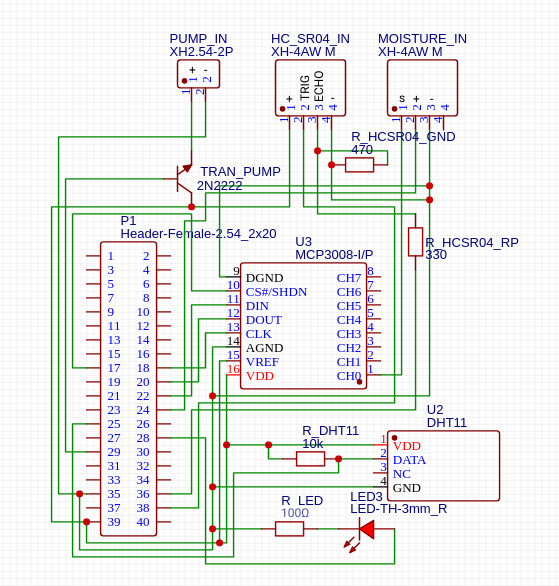 PUMP_IN
XH2.54-2P
+ -
1 2
1 2
HC_SR04_IN
XH-4AW M
+ TRIG ECHO -
1 2 3 4
1 2 3 4
MOISTURE_IN
XH-4AW M
S + -
1 2 3 4
1 2 3 4
R_HCSR04_GND
470
TRAN_PUMP
2N2222
P1
Header-Female-2.54_2x20
1 2
3 4
5 6
7 8
9 10
11 12
13 14
15 16
17 18
19 20
21 22
23 24
25 26
27 28
29 30
31 32
33 34
35 36
37 38
39 40
U3
MCP3008-I/P
9 DGND CH7 8
10 CS#/SHDN CH6 7
11 DIN CH5 6
12 DOUT CH4 5
13 CLK CH3 4
14 AGND CH2 3
15 VREF CH1 2
16 VDD CH0 1
R_HCSR04_RP
330
U2
DHT11
1 VDD
2 DATA
3 NC
4 GND
R_DHT11
10k
R_LED
100Ω
LED3
LED-TH-3mm_R